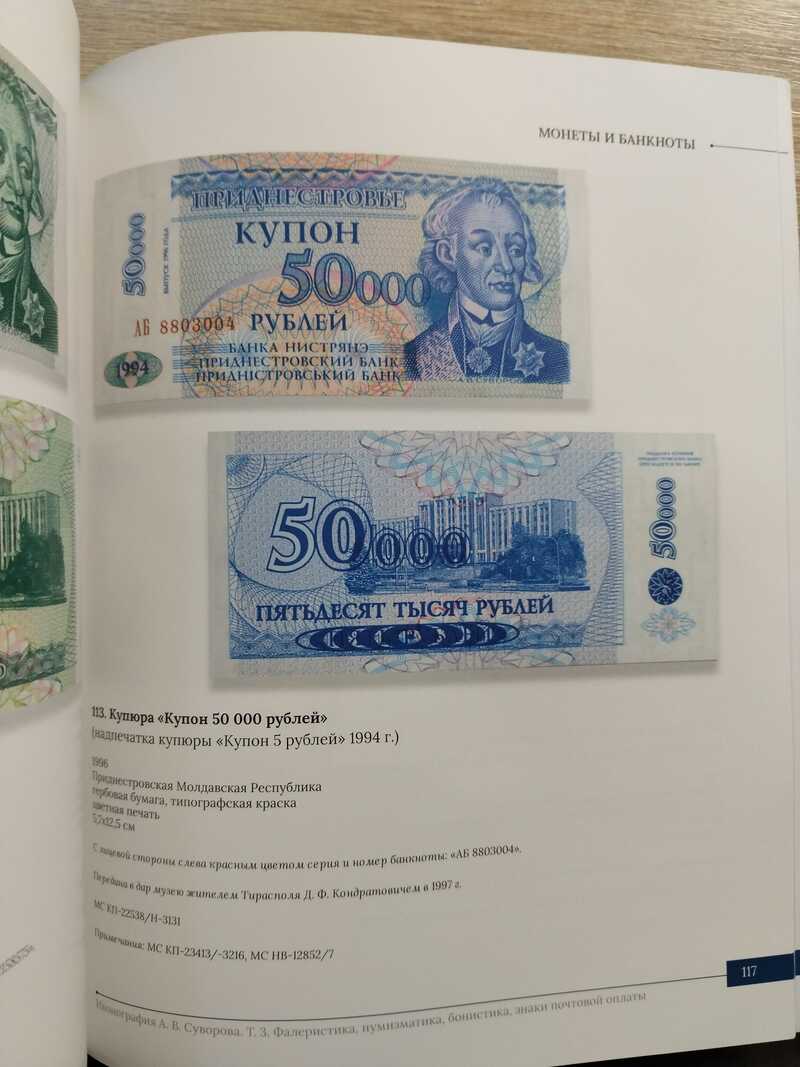 МОНЕТЫ И БАНКНОТЫ
ПРИДНЕСТРОВЬЕ
КУПОН
50000
РУБЛЕЙ
50000
ВЫПУСК 1996 ГОДА
АБ 8803004
1994
БАНКА НИСТРЯНЭ
ПРИДНЕСТРОВСКИЙ БАНК
ПРИДНІСТРОВСЬКИЙ БАНК
А.В.СУВОРОВ
50000
50000
ПЯТЬДЕСЯТ ТЫСЯЧ РУБЛЕЙ
113. Купюра «Купон 50 000 рублей»
(надпечатка купюры «Купон 5 рублей» 1994 г.)
1996
Приднестровская Молдавская Республика
гербовая бумага, типографская краска
цветная печать
5,7х12,5 см
С лицевой стороны слева красным цветом серия и номер банкноты: «АБ 8803004».
Передана в дар музею жителем Тирасполя Д. Ф. Кондратовичем в 1997 г.
МС КП-22538/Н-3131
Примечания: МС КП-23413/-3216, МС НВ-12852/7
117
Иконография А. В. Суворова. Т. 3. Фалеристика, нумизматика, бонистика, знаки почтовой оплаты